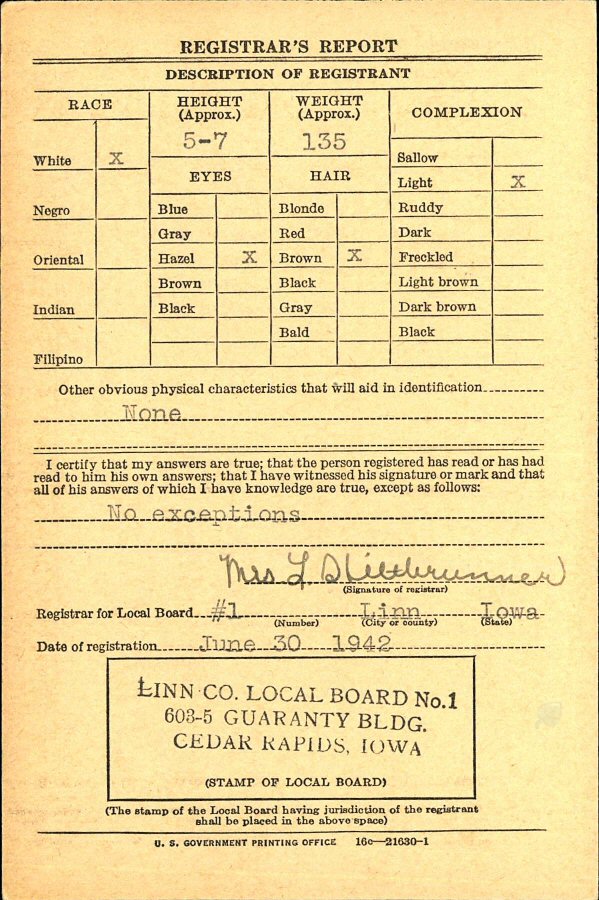 REGISTRAR'S REPORT
DESCRIPTION OF REGISTRANT
RACE
HEIGHT
(Approx.)
WEIGHT
(Approx.)
COMPLEXION
5-7
135
White X
EYES
HAIR
Sallow
Light X
Negro
Blue
Blonde
Ruddy
Gray
Red
Dark
Oriental
Hazel X
Brown X
Freckled
Brown
Black
Light brown
Indian
Black
Gray
Dark brown
Bald
Black
Filipino
Other obvious physical characteristics that will aid in identification
None
I certify that my answers are true; that the person registered has read or has had
read to him his own answers; that I have witnessed his signature or mark and that
all of his answers of which I have knowledge are true, except as follows:
No exceptions
Mrs L.
(Signature of registrar)
Registrar for Local Board #1 Linn Iowa
(Number) (City or county) (State)
Date of registration June 30 1942
LINN CO. LOCAL BOARD No.1
603-5 GUARANTY BLDG.
CEDAR RAPIDS, IOWA
(STAMP OF LOCAL BOARD)
(The stamp of the Local Board having jurisdiction of the registrant
shall be placed in the above space)
U. S. GOVERNMENT PRINTING OFFICE 16c—21630-1